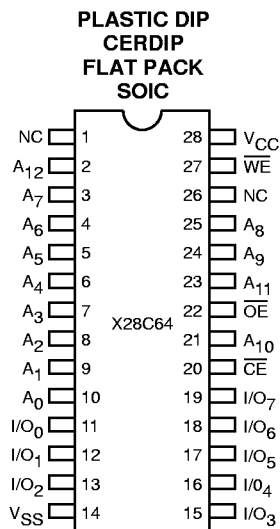 PLASTIC DIP
CERDIP
FLAT PACK
SOIC
NC 1 28 VCC
A12 2 27 WE
A7 3 26 NC
A6 4 25 A8
A5 5 24 A9
A4 6 23 A11
A3 7 22 OE
X28C64
A2 8 21 A10
A1 9 20 CE
A0 10 19 I/O7
I/O0 11 18 I/O6
I/O1 12 17 I/O5
I/O2 13 16 I/04
VSS 14 15 I/O3